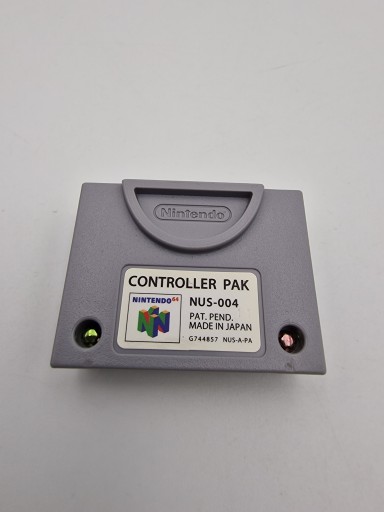 Nintendo
CONTROLLER PAK
NINTENDO64
NUS-004
PAT. PEND.
MADE IN JAPAN
G744857 NUS-A-PA